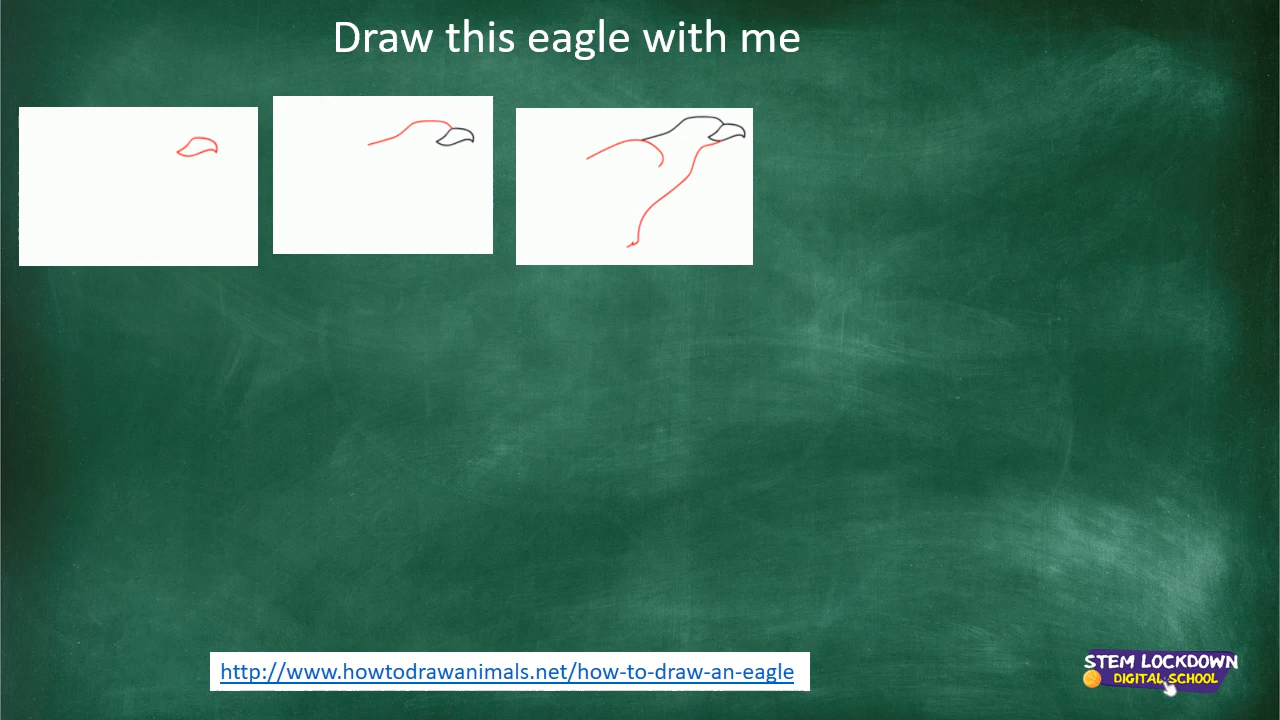 Draw this eagle with me
http://www.howtodrawanimals.net/how-to-draw-an-eagle
STEM LOCKDOWN
DIGITAL SCHOOL